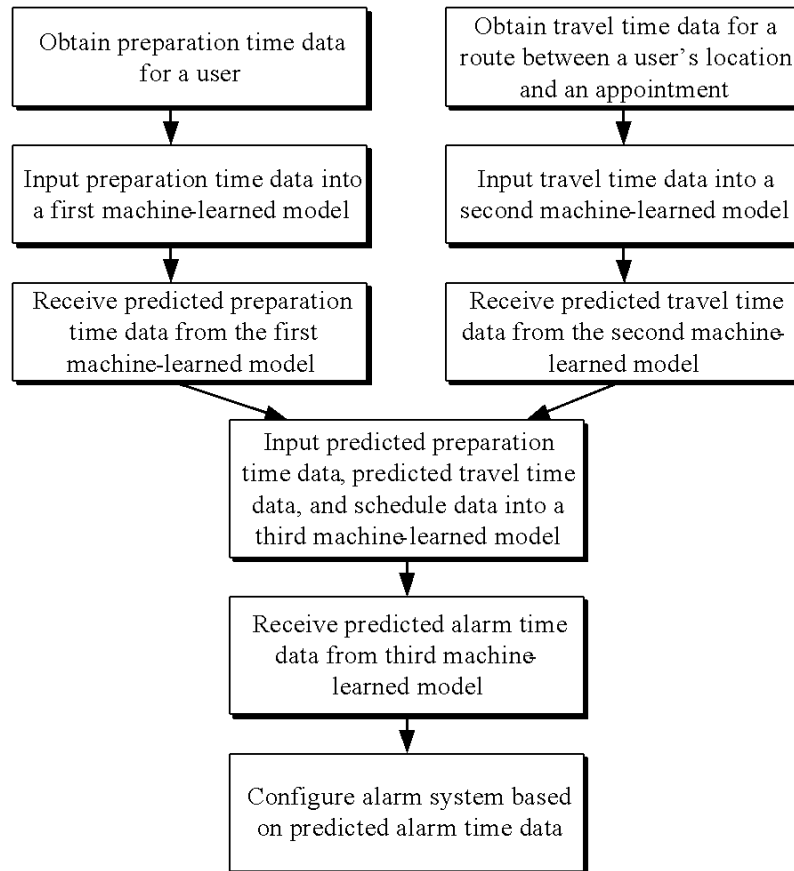 Obtain preparation time data
for a user
Obtain travel time data for a
route between a user's location
and an appointment
Input preparation time data into
a first machine-learned model
Input travel time data into a
second machine-learned model
Receive predicted preparation
time data from the first
machine-learned model
Receive predicted travel time
data from the second machine-
learned model
Input predicted preparation
time data, predicted travel time
data, and schedule data into a
third machine-learned model
Receive predicted alarm time
data from third machine-
learned model
Configure alarm system based
on predicted alarm time data